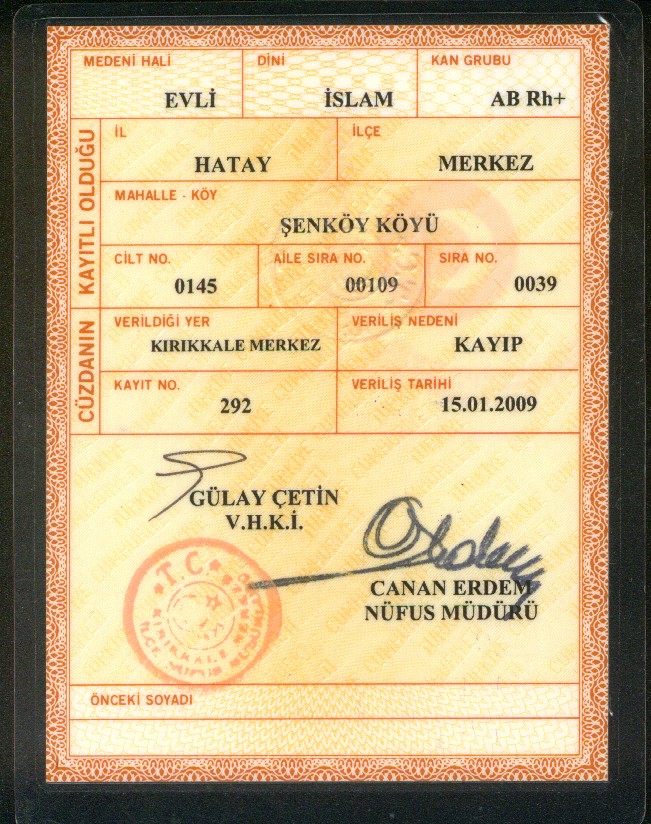 MEDENİ HALİ DİNİ KAN GRUBU
EVLİ İSLAM AB Rh+
CÜZDANIN KAYITLI OLDUĞU
İL İLÇE
HATAY MERKEZ
MAHALLE - KÖY
ŞENKÖY KÖYÜ
CİLT NO. AİLE SIRA NO. SIRA NO.
0145 00109 0039
VERİLDİĞİ YER VERİLİŞ NEDENİ
KIRIKKALE MERKEZ KAYIP
KAYIT NO. VERİLİŞ TARİHİ
292 15.01.2009
GÜLAY ÇETİN
V.H.K.İ.
CANAN ERDEM
NÜFUS MÜDÜRÜ
T.C.
KIRIKKALE
ÖNCEKİ SOYADI